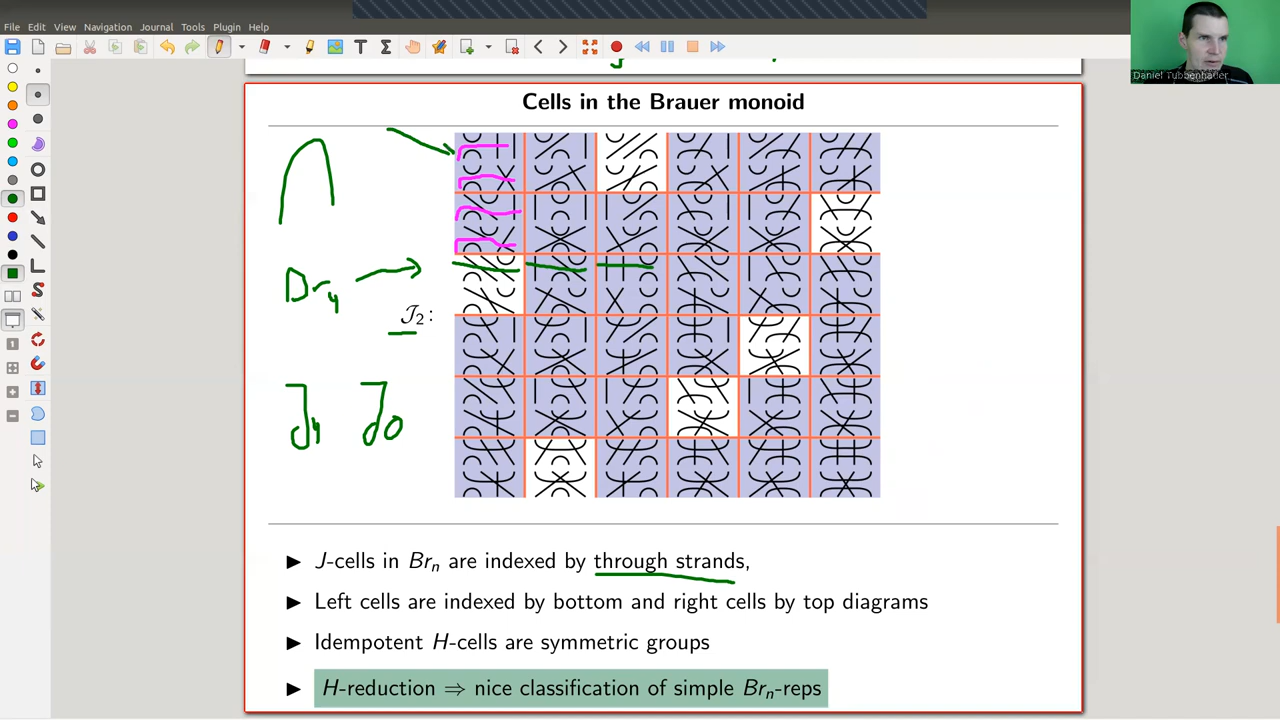 File Edit View Navigation Journal Tools Plugin Help
Daniel Tubbenhauer
Cells in the Brauer monoid
Br₄
𝒥₂:
J₄ J₀
► J-cells in Brₙ are indexed by through strands,
► Left cells are indexed by bottom and right cells by top diagrams
► Idempotent H-cells are symmetric groups
► H-reduction ⇒ nice classification of simple Brₙ-reps